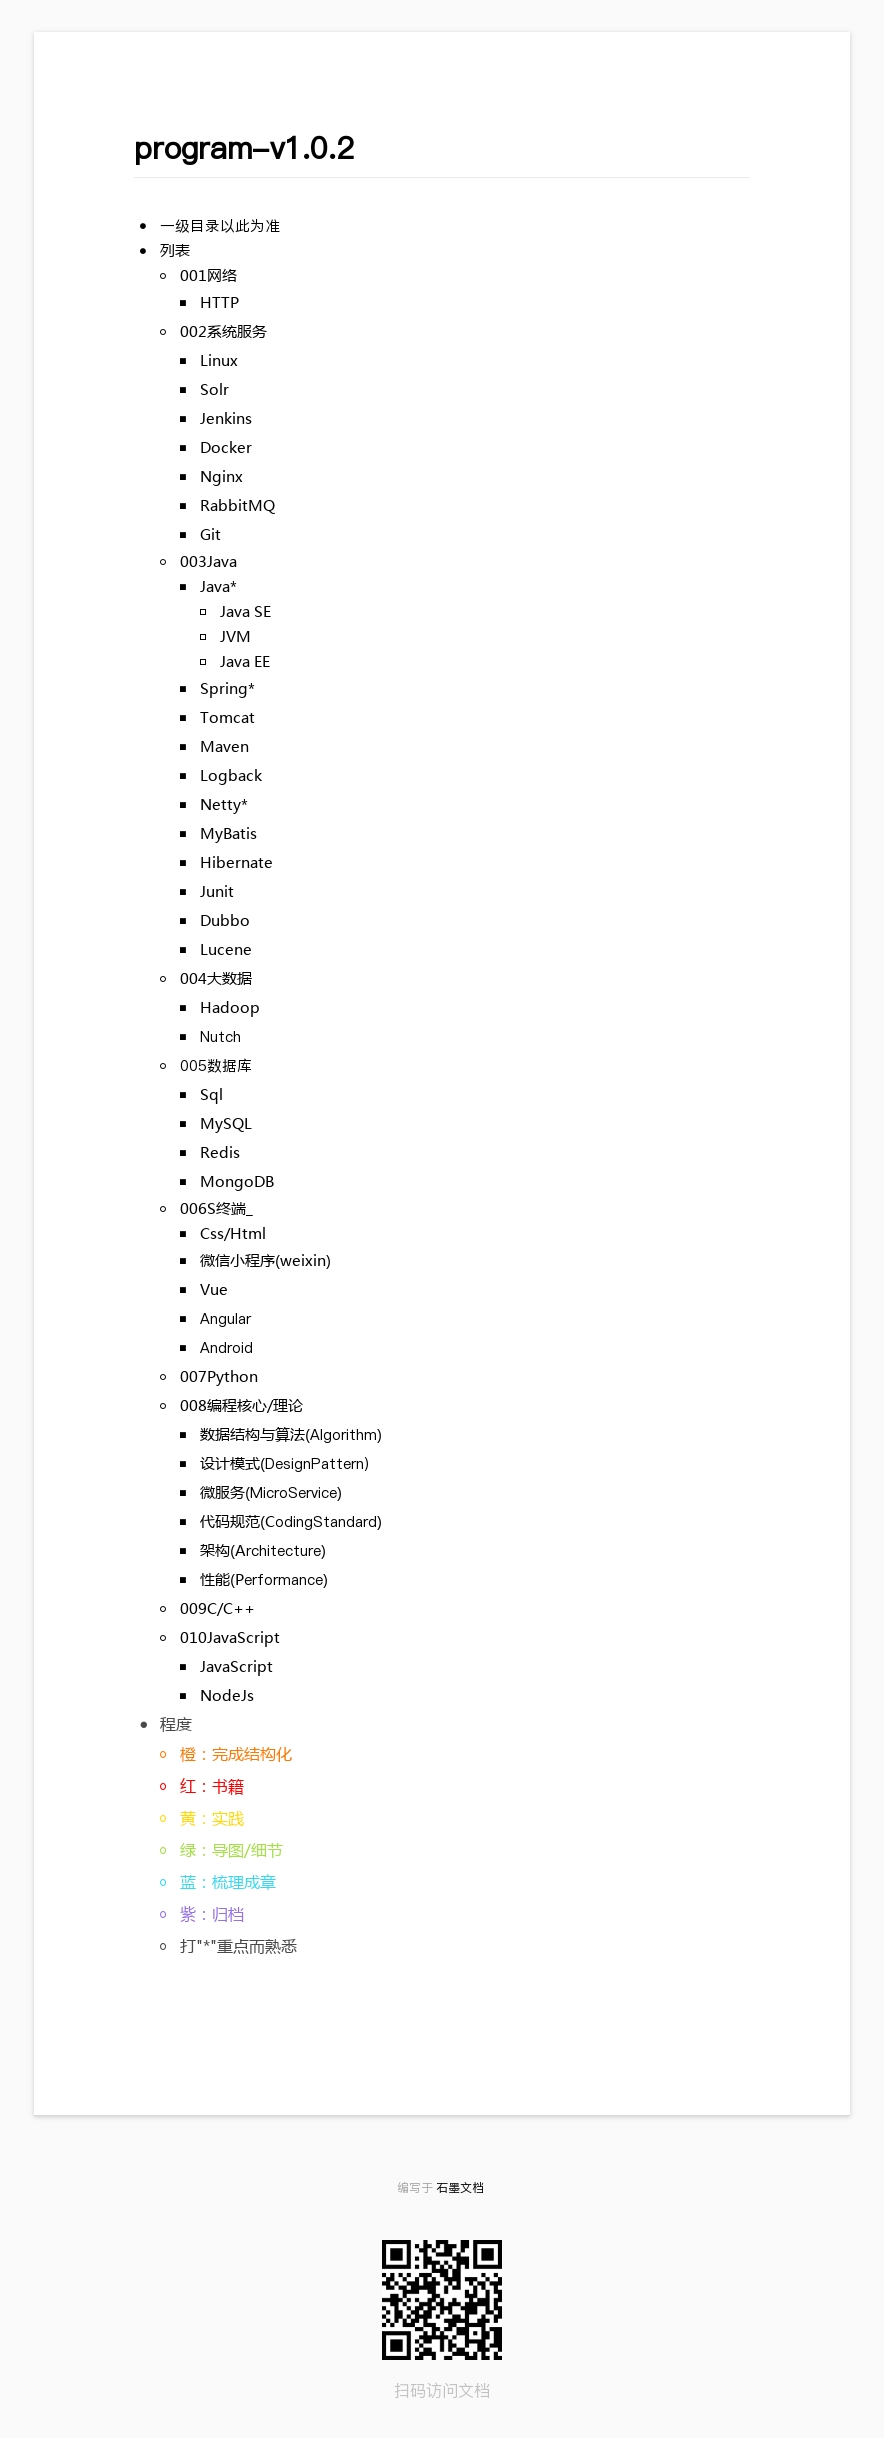 program-v1.0.2
一级目录以此为准
列表
001网络
HTTP
002系统服务
Linux
Solr
Jenkins
Docker
Nginx
RabbitMQ
Git
003Java
Java*
Java SE
JVM
Java EE
Spring*
Tomcat
Maven
Logback
Netty*
MyBatis
Hibernate
Junit
Dubbo
Lucene
004大数据
Hadoop
Nutch
005数据库
Sql
MySQL
Redis
MongoDB
006S终端_
Css/Html
微信小程序(weixin)
Vue
Angular
Android
007Python
008编程核心/理论
数据结构与算法(Algorithm)
设计模式(DesignPattern)
微服务(MicroService)
代码规范(CodingStandard)
架构(Architecture)
性能(Performance)
009C/C++
010JavaScript
JavaScript
NodeJs
程度
橙：完成结构化
红：书籍
黄：实践
绿：导图/细节
蓝：梳理成章
紫：归档
打"*"重点而熟悉
编写于 石墨文档
扫码访问文档